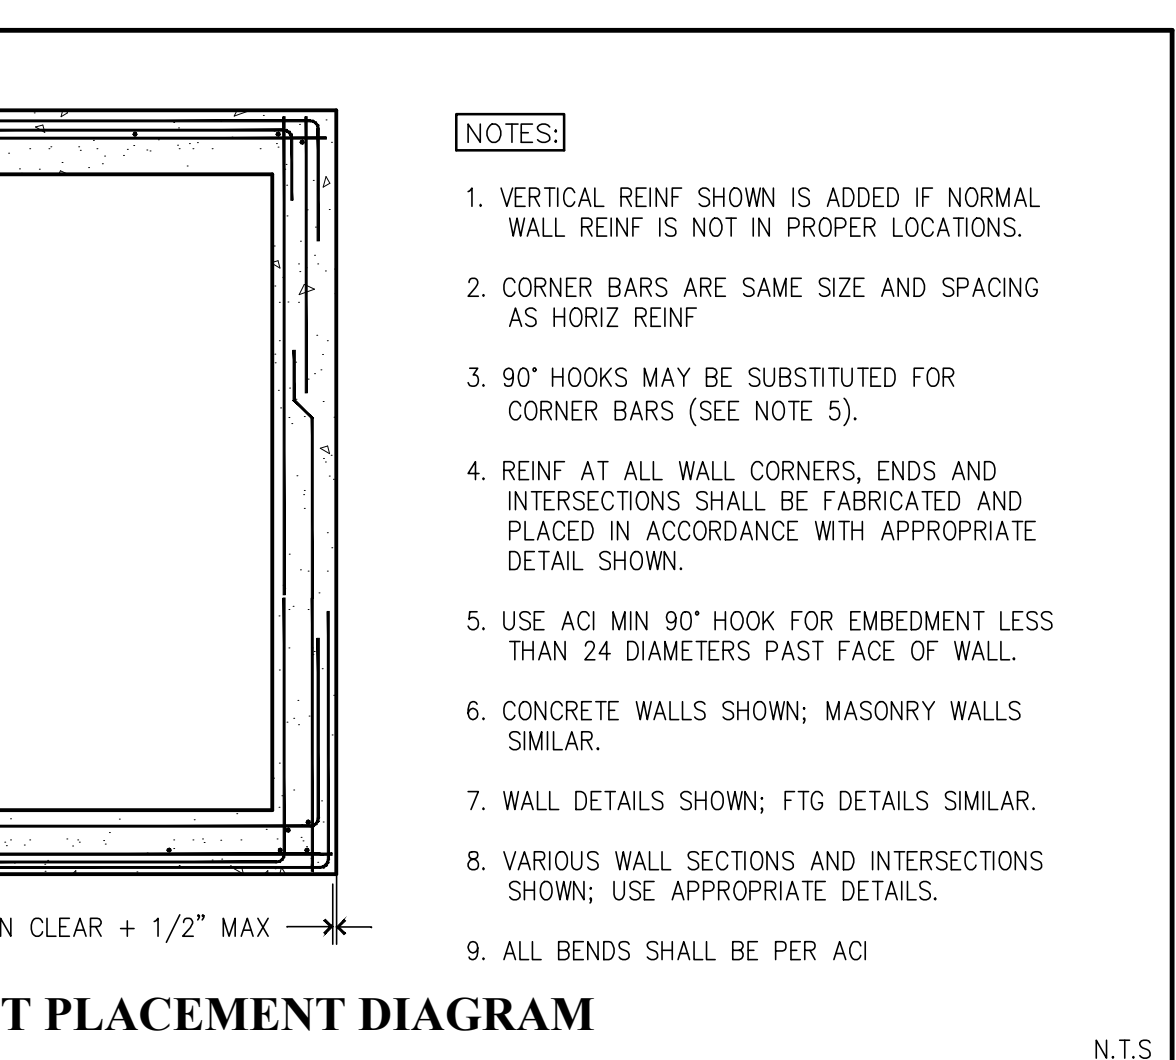 NOTES:
1. VERTICAL REINF SHOWN IS ADDED IF NORMAL
WALL REINF IS NOT IN PROPER LOCATIONS.
2. CORNER BARS ARE SAME SIZE AND SPACING
AS HORIZ REINF
3. 90° HOOKS MAY BE SUBSTITUTED FOR
CORNER BARS (SEE NOTE 5).
4. REINF AT ALL WALL CORNERS, ENDS AND
INTERSECTIONS SHALL BE FABRICATED AND
PLACED IN ACCORDANCE WITH APPROPRIATE
DETAIL SHOWN.
5. USE ACI MIN 90° HOOK FOR EMBEDMENT LESS
THAN 24 DIAMETERS PAST FACE OF WALL.
6. CONCRETE WALLS SHOWN; MASONRY WALLS
SIMILAR.
7. WALL DETAILS SHOWN; FTG DETAILS SIMILAR.
8. VARIOUS WALL SECTIONS AND INTERSECTIONS
SHOWN; USE APPROPRIATE DETAILS.
9. ALL BENDS SHALL BE PER ACI
N CLEAR + 1/2" MAX
T PLACEMENT DIAGRAM
N.T.S